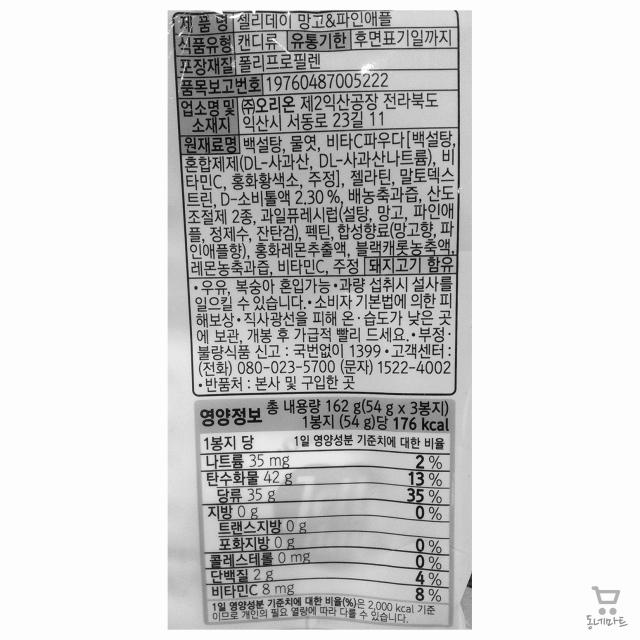 제 품 명 젤리데이 망고&파인애플
식품유형 캔디류 유통기한 후면표기일까지
포장재질 폴리프로필렌
품목보고번호 19760487005222
업소명 및 소재지 ㈜오리온 제2익산공장 전라북도
익산시 서동로 23길 11
원재료명 백설탕, 물엿, 비타C파우다[백설탕,
혼합제제(DL-사과산, DL-사과산나트륨), 비
타민C, 홍화황색소, 주정], 젤라틴, 말토덱스
트린, D-소비톨액 2.30 %, 배농축과즙, 산도
조절제 2종, 과일퓨레시럽(설탕, 망고, 파인애
플, 정제수, 잔탄검), 펙틴, 합성향료(망고향, 파
인애플향), 홍화레몬추출액, 블랙캐롯농축액,
레몬농축과즙, 비타민C, 주정 돼지고기 함유
•우유, 복숭아 혼입가능•과량 섭취시 설사를
일으킬 수 있습니다.•소비자 기본법에 의한 피
해보상•직사광선을 피해 온·습도가 낮은 곳
에 보관, 개봉 후 가급적 빨리 드세요.•부정·
불량식품 신고 : 국번없이 1399•고객센터 :
(전화) 080-023-5700 (문자) 1522-4002
•반품처 : 본사 및 구입한 곳
영양정보 총 내용량 162 g(54 g x 3봉지)
1봉지 (54 g)당 176 kcal
1봉지 당 1일 영양성분 기준치에 대한 비율
나트륨 35 mg 2 %
탄수화물 42 g 13 %
당류 35 g 35 %
지방 0 g 0 %
트랜스지방 0 g
포화지방 0 g 0 %
콜레스테롤 0 mg 0 %
단백질 2 g 4 %
비타민C 8 mg 8 %
1일 영양성분 기준치에 대한 비율(%)은 2,000 kcal 기준
이므로 개인의 필요 열량에 따라 다를 수 있습니다.
동네마트